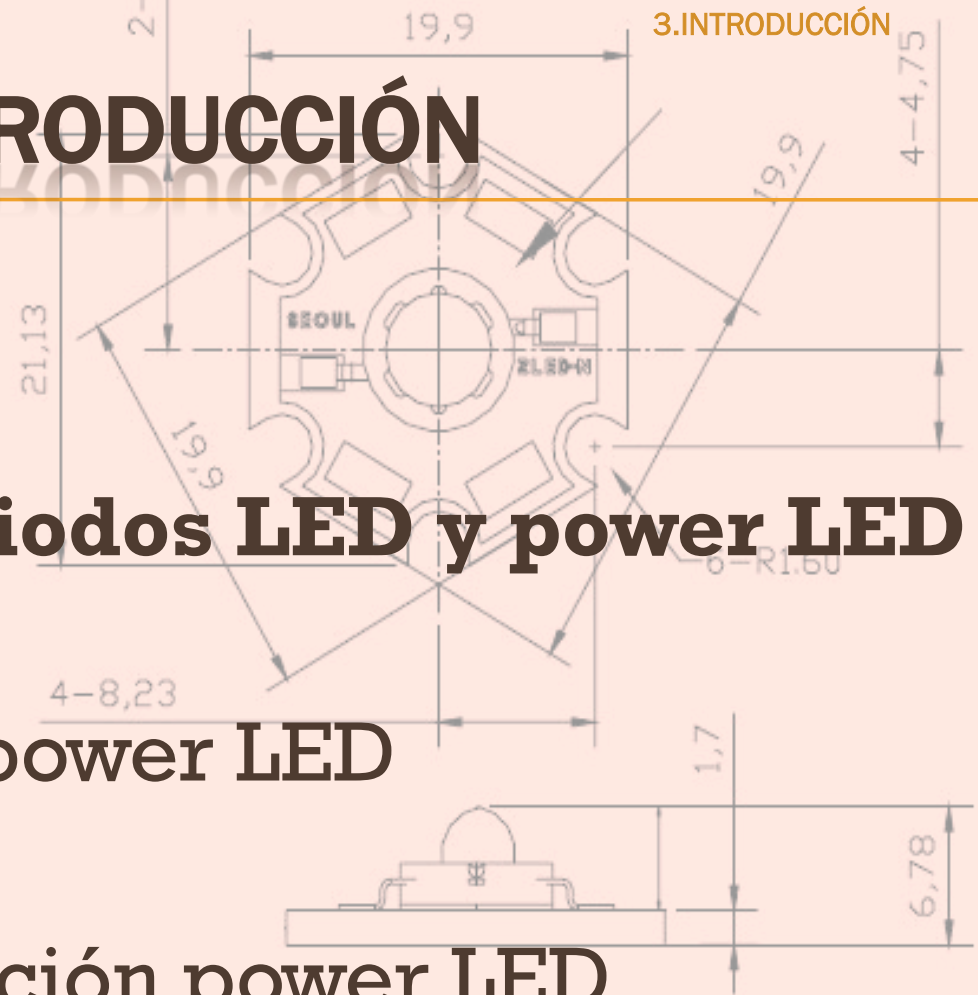 19,9
3.INTRODUCCIÓN
4-4,75
RODUCCIÓN
19,9
21,13
SEOUL
19,9
iodos LED y power LED
6-R1.60
4-8,23
power LED
1,7
6,78
ción power LED